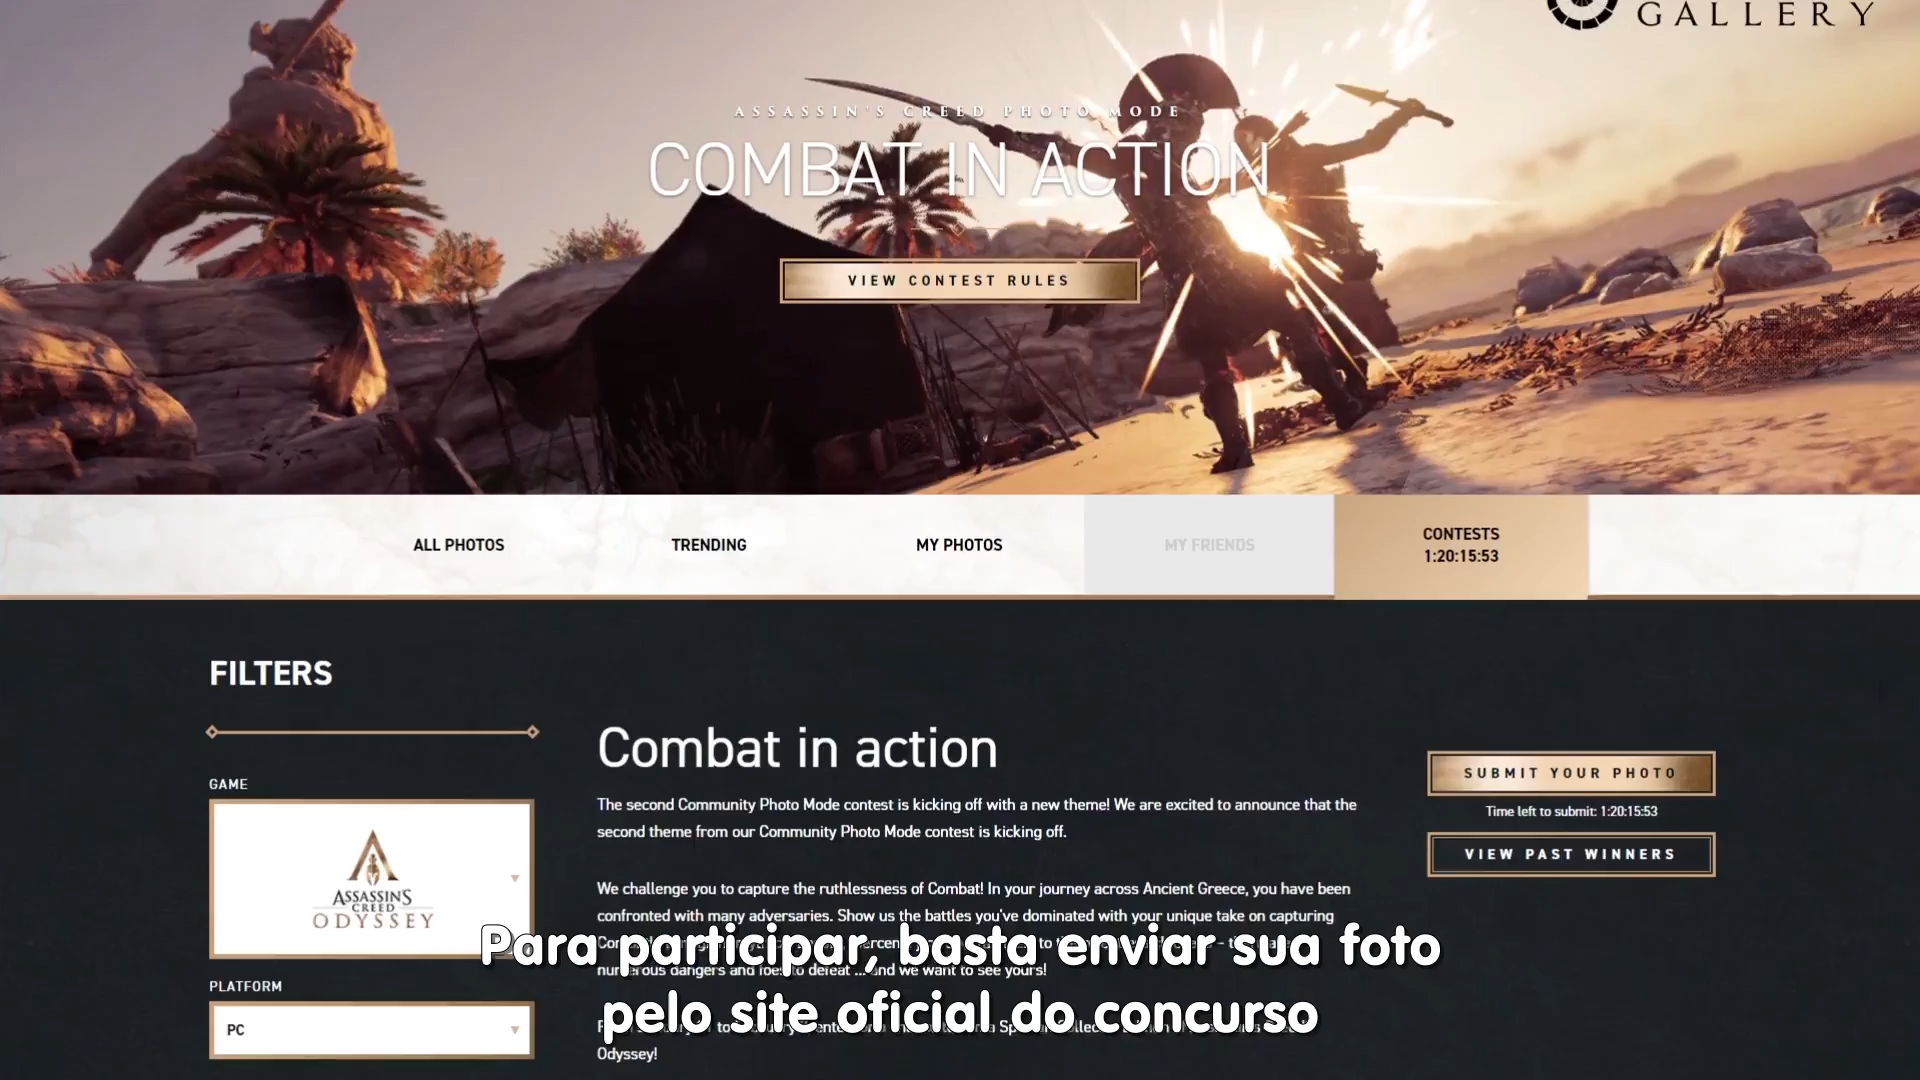 GALLERY
ASSASSIN'S CREED PHOTO MODE
COMBAT IN ACTION
VIEW CONTEST RULES
ALL PHOTOS
TRENDING
MY PHOTOS
MY FRIENDS
CONTESTS
1:20:15:53
FILTERS
GAME
ASSASSIN'S
CREED
ODYSSEY
PLATFORM
PC
Combat in action
The second Community Photo Mode contest is kicking off with a new theme! We are excited to announce that the
second theme from our Community Photo Mode contest is kicking off.
We challenge you to capture the ruthlessness of Combat! In your journey across Ancient Greece, you have been
confronted with many adversaries. Show us the battles you've dominated with your unique take on capturing
numerous dangers and foes to defeat ... and we want to see yours!
Odyssey!
SUBMIT YOUR PHOTO
Time left to submit: 1:20:15:53
VIEW PAST WINNERS
Para participar, basta enviar sua foto
pelo site oficial do concurso